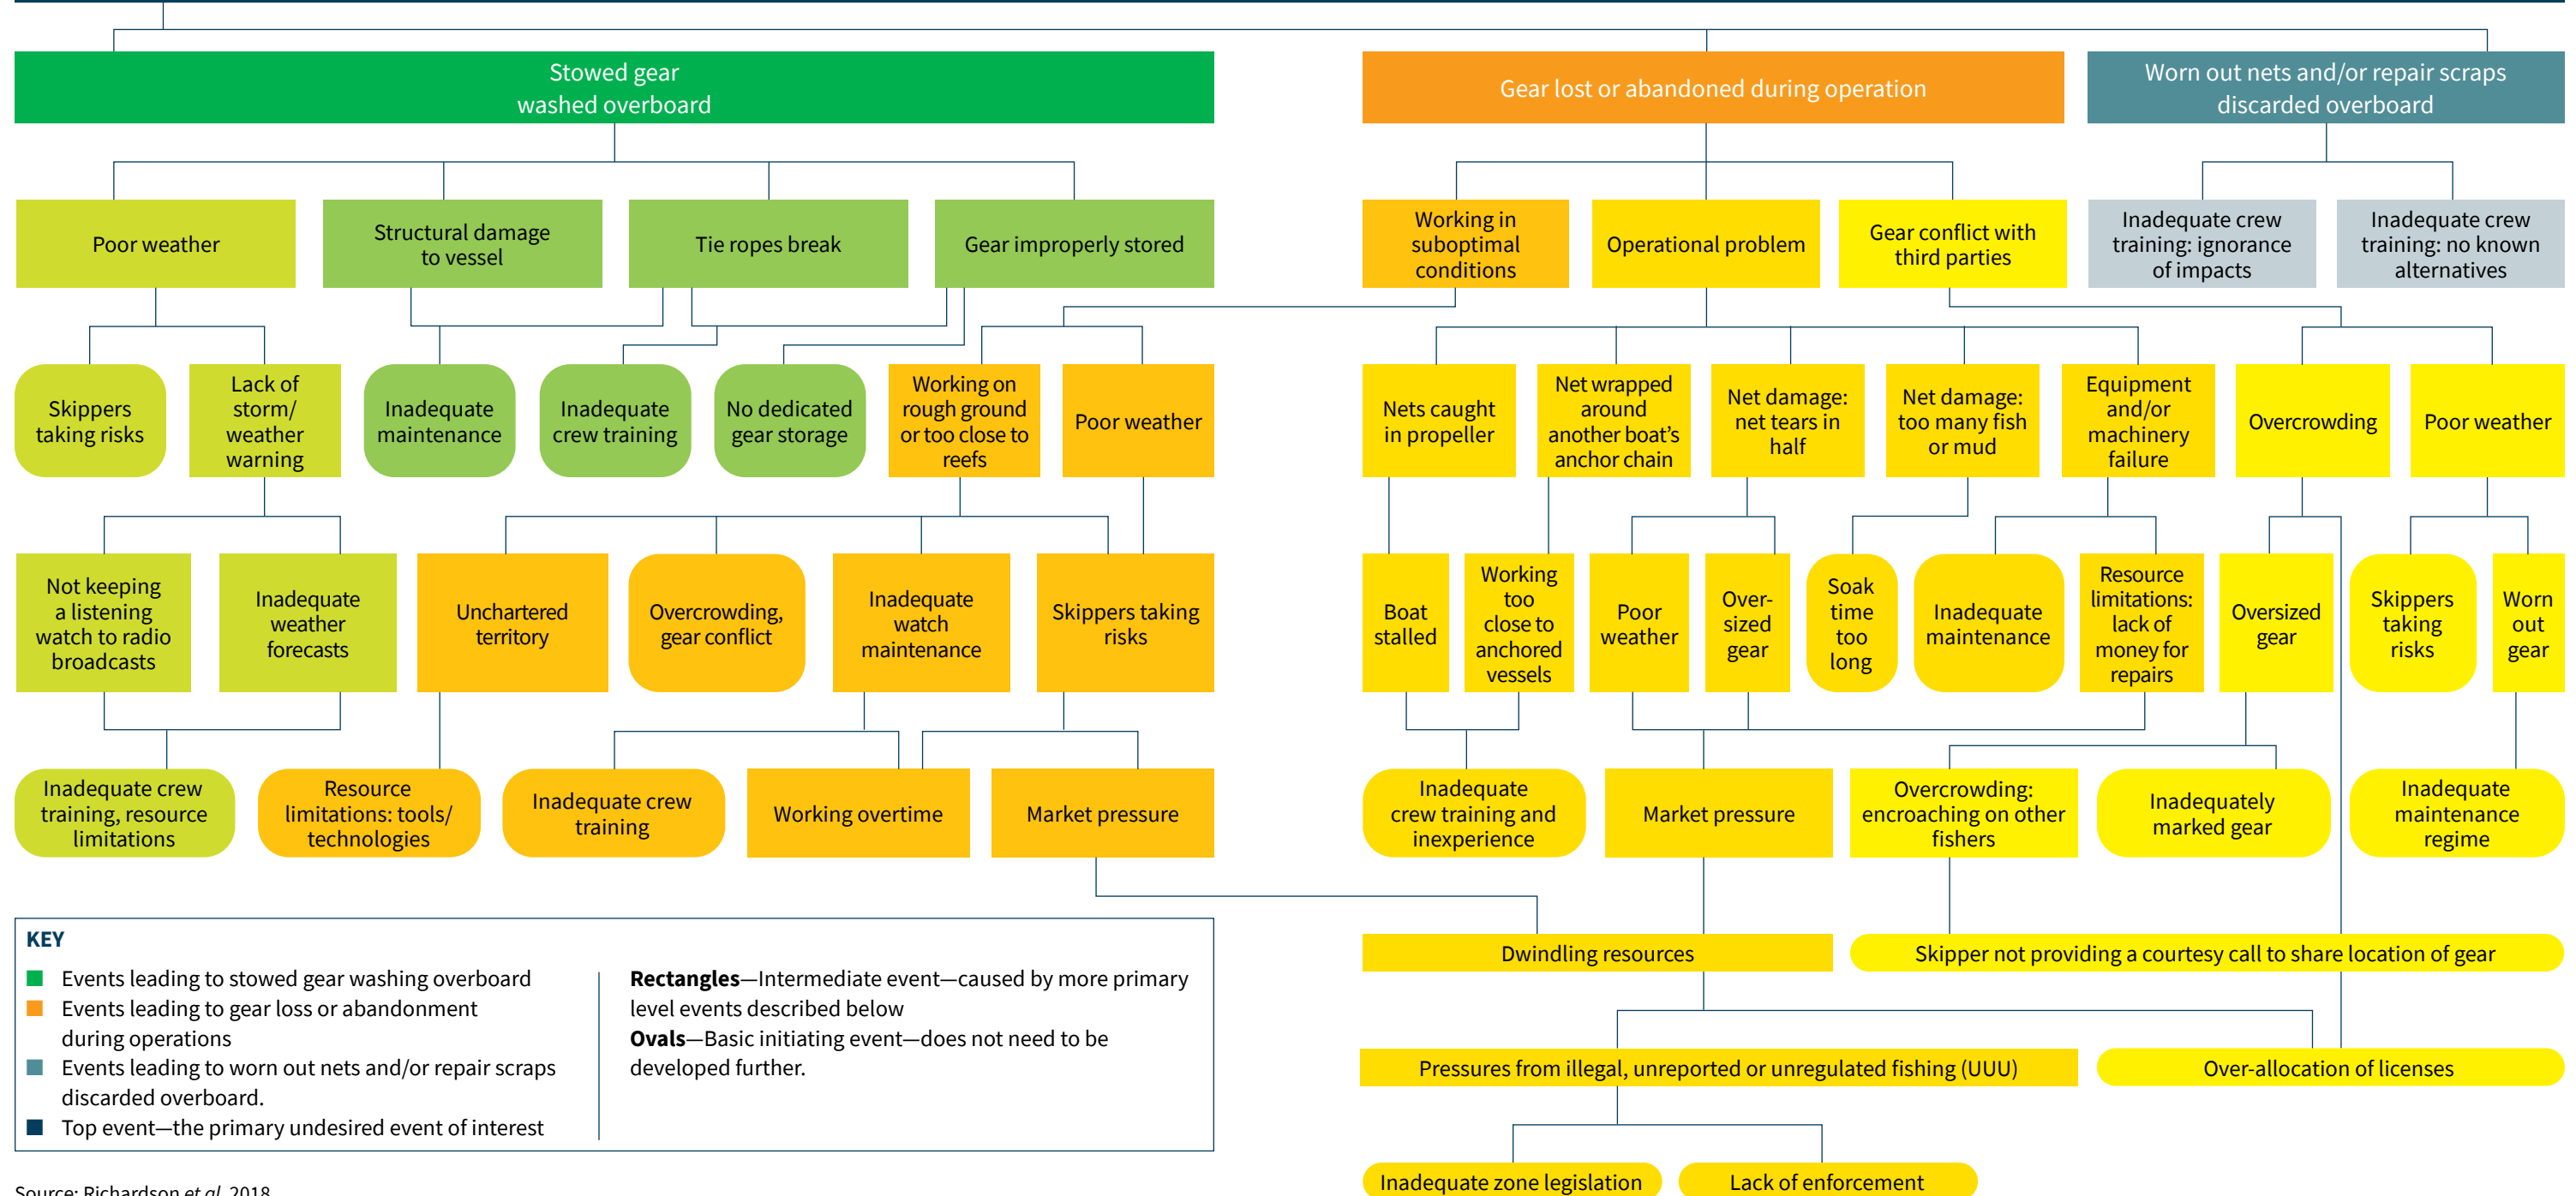 Stowed gear
washed overboard
Gear lost or abandoned during operation
Worn out nets and/or repair scraps
discarded overboard
Poor weather
Structural damage
to vessel
Tie ropes break
Gear improperly stored
Working in
suboptimal
conditions
Operational problem
Gear conflict with
third parties
Inadequate crew
training: ignorance
of impacts
Inadequate crew
training: no known
alternatives
Skippers
taking risks
Lack of
storm/
weather
warning
Inadequate
maintenance
Inadequate
crew training
No dedicated
gear storage
Working on
rough ground
or too close to
reefs
Poor weather
Nets caught
in propeller
Net wrapped
around
another boat’s
anchor chain
Net damage:
net tears in
half
Net damage:
too many fish
or mud
Equipment
and/or
machinery
failure
Overcrowding
Poor weather
Not keeping
a listening
watch to radio
broadcasts
Inadequate
weather
forecasts
Unchartered
territory
Overcrowding,
gear conflict
Inadequate
watch
maintenance
Skippers taking
risks
Boat
stalled
Working
too
close to
anchored
vessels
Poor
weather
Over-
sized
gear
Soak
time
too
long
Inadequate
maintenance
Resource
limitations:
lack of
money for
repairs
Oversized
gear
Skippers
taking
risks
Worn
out
gear
Inadequate crew
training, resource
limitations
Resource
limitations: tools/
technologies
Inadequate crew
training
Working overtime
Market pressure
Inadequate
crew training and
inexperience
Market pressure
Overcrowding:
encroaching on other
fishers
Inadequately
marked gear
Inadequate
maintenance
regime
Dwindling resources
Skipper not providing a courtesy call to share location of gear
Pressures from illegal, unreported or unregulated fishing (UUU)
Over-allocation of licenses
Inadequate zone legislation
Lack of enforcement
KEY
Events leading to stowed gear washing overboard
Events leading to gear loss or abandonment
during operations
Events leading to worn out nets and/or repair scraps
discarded overboard.
Top event—the primary undesired event of interest
Rectangles—Intermediate event—caused by more primary
level events described below
Ovals—Basic initiating event—does not need to be
developed further.
Source: Richardson et al. 2018